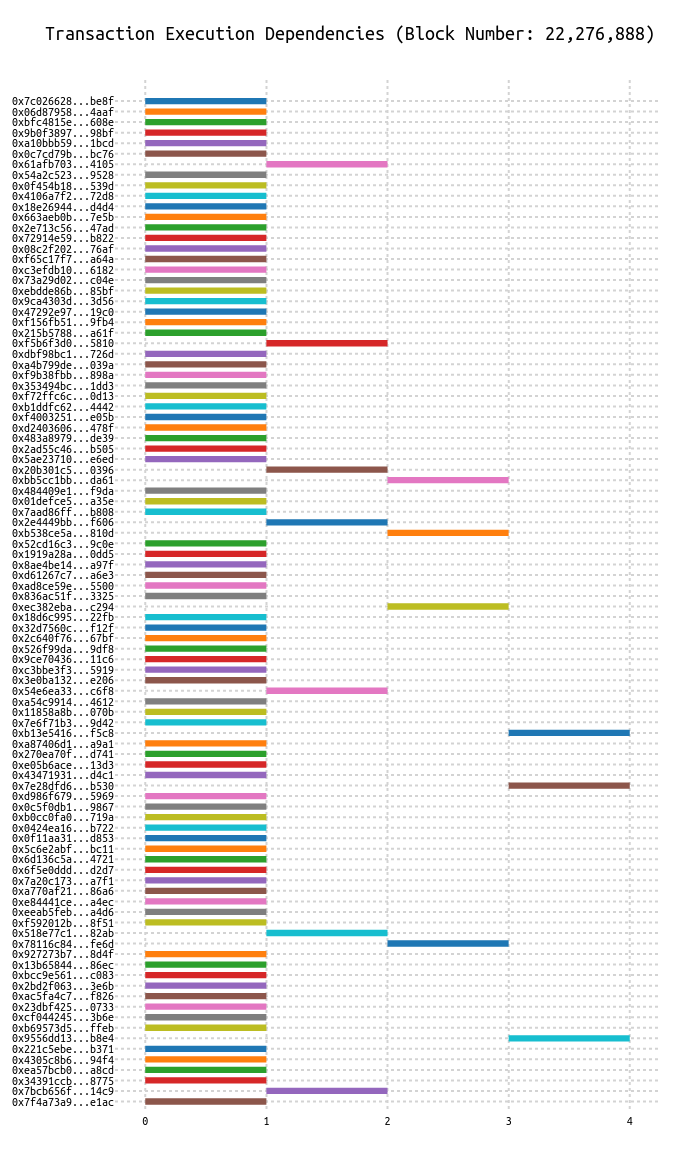 Transaction Execution Dependencies (Block Number: 22,276,888)
0x7c026628...be8f
0x06d87958...4aaf
0xbfc4815e...608e
0x9b0f3897...98bf
0xa10bbb59...1bcd
0x0c7cd79b...bc76
0x61afb703...4105
0x54a2c523...9528
0x0f454b18...539d
0x4106a7f2...72d8
0x18e26944...d4d4
0x663aeb0b...7e5b
0x2e713c56...47ad
0x72914e59...b822
0x08c2f202...76af
0xf65c17f7...a64a
0xc3efdb10...6182
0x73a29d02...c04e
0xebdde86b...85bf
0x9ca4303d...3d56
0x47292e97...19c0
0xf156fb51...9fb4
0x215b5788...a61f
0xf5b6f3d0...5810
0xdbf98bc1...726d
0xa4b799de...039a
0xf9b38fbb...898a
0x353494bc...1dd3
0xf72ffc6c...0d13
0xb1ddfc62...4442
0xf4003251...e05b
0xd2403606...478f
0x483a8979...de39
0x2ad55c46...b505
0x5ae23710...e6ed
0x20b301c5...0396
0xbb5cc1bb...da61
0x484409e1...f9da
0x01defce5...a35e
0x7aad86ff...b808
0x2e4449bb...f606
0xb538ce5a...810d
0x52cd16c3...9c0e
0x1919a28a...0dd5
0x8ae4be14...a97f
0xd61267c7...a6e3
0xad8ce59e...5500
0x836ac51f...3325
0xec382eba...c294
0x18d6c995...22fb
0x32d7560c...f12f
0x2c640f76...67bf
0x526f99da...9df8
0x9ce70436...11c6
0xc3bbe3f3...5919
0x3e0ba132...e206
0x54e6ea33...c6f8
0xa54c9914...4612
0x11858a8b...070b
0x7e6f71b3...9d42
0xb13e5416...f5c8
0xa87406d1...a9a1
0x270ea70f...d741
0xe05b6ace...13d3
0x43471931...d4c1
0x7e28dfd6...b530
0xd986f679...5969
0x0c5f0db1...9867
0xb0cc0fa0...719a
0x0424ea16...b722
0x0f11aa31...d853
0x5c6e2abf...bc11
0x6d136c5a...4721
0x6f5e0ddd...d2d7
0x7a20c173...a7f1
0xa770af21...86a6
0xe84441ce...a4ec
0xeeab5feb...a4d6
0xf592012b...8f51
0x518e77c1...82ab
0x78116c84...fe6d
0x927273b7...8d4f
0x13b65844...86ec
0xbcc9e561...c083
0x2bd2f063...3e6b
0xac5fa4c7...f826
0x23dbf425...0733
0xcf044245...3b6e
0xb69573d5...ffeb
0x9556dd13...b8e4
0x221c5ebe...b371
0x4305c8b6...94f4
0xea57bcb0...a8cd
0x34391ccb...8775
0x7bcb656f...14c9
0x7f4a73a9...e1ac
0 1 2 3 4